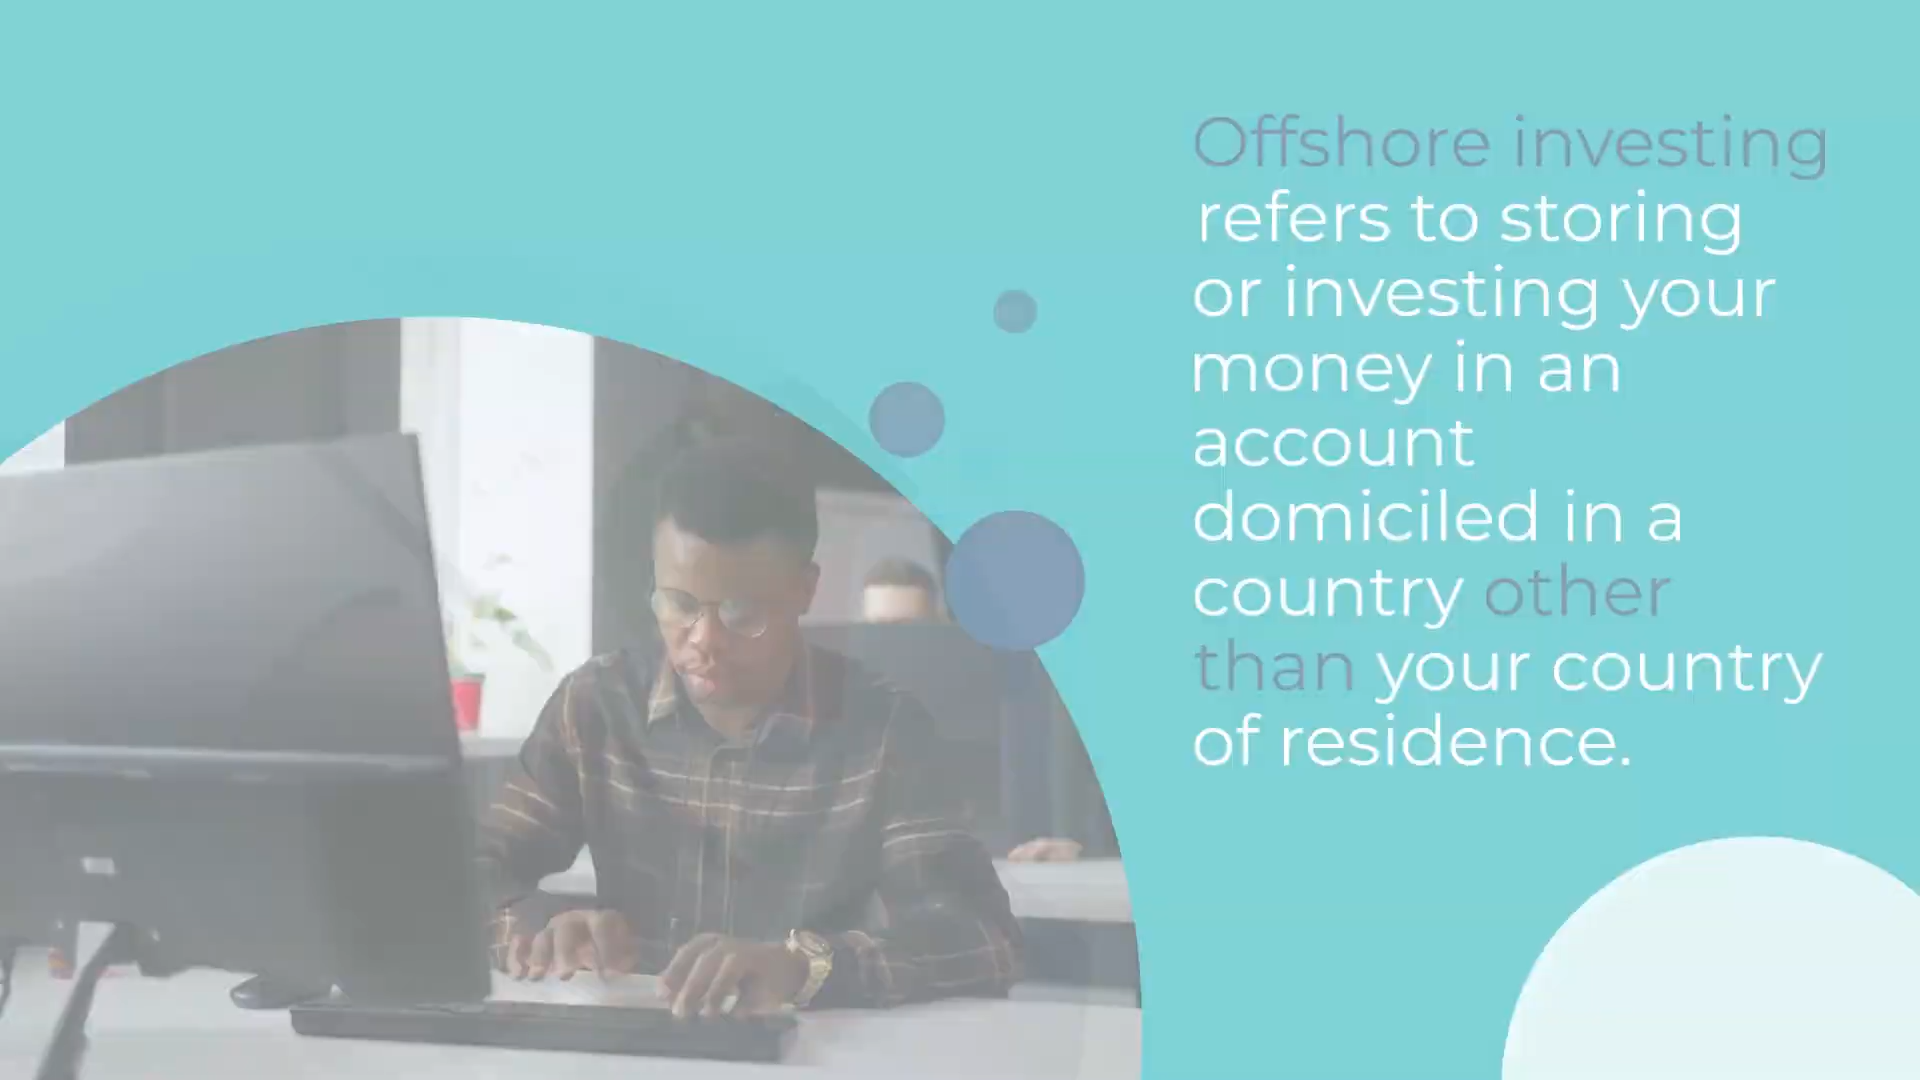 Offshore investing
refers to storing
or investing your
money in an
account
domiciled in a
country other
than your country
of residence.